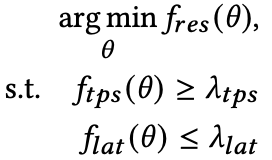 arg min f_res(θ),
θ
s.t. f_tps(θ) ≥ λ_tps
f_lat(θ) ≤ λ_lat